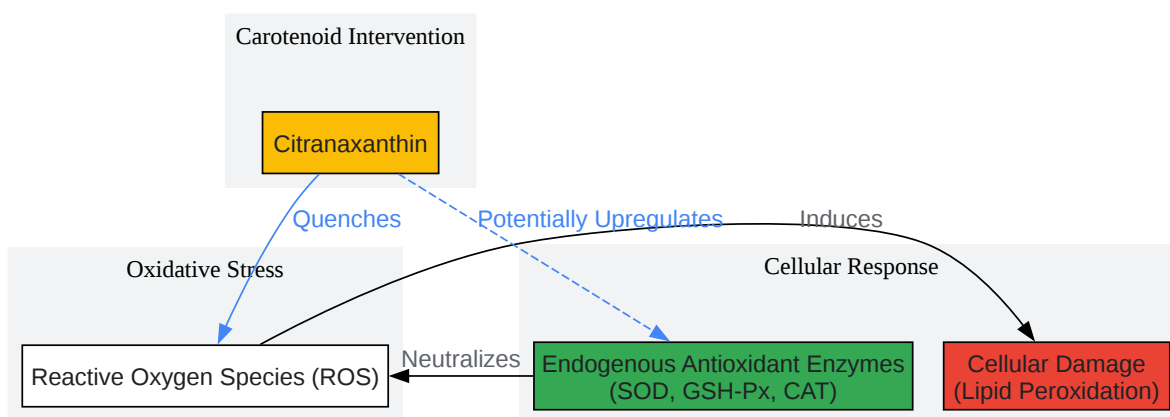 Carotenoid Intervention
Citranaxanthin
Quenches
Potentially Upregulates
Induces
Oxidative Stress
Cellular Response
Reactive Oxygen Species (ROS)
Neutralizes
Endogenous Antioxidant Enzymes
(SOD, GSH-Px, CAT)
Cellular Damage
(Lipid Peroxidation)